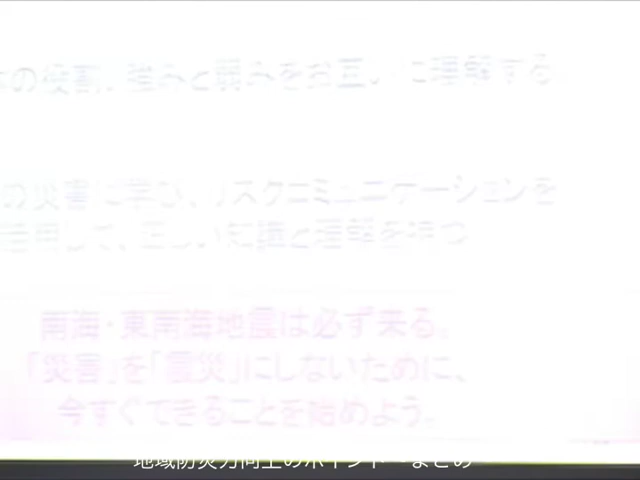 の役割、強みと弱みをお互いに理解する
の災害に学び、リスクコミュニケーションを
活用して、正しい知識と理解を持つ
南海・東南海地震は必ず来る。
「災害」を「震災」にしないために、
今すぐできることを始めよう。
地域防災力向上のポイント　まとめ